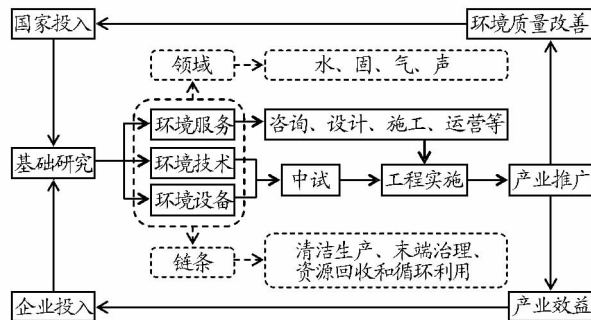 国家投入
环境质量改善
领域
水、固、气、声
环境服务
咨询、设计、施工、运营等
基础研究
环境技术
中试
工程实施
产业推广
环境设备
链条
清洁生产、末端治理、
资源回收和循环利用
企业投入
产业效益